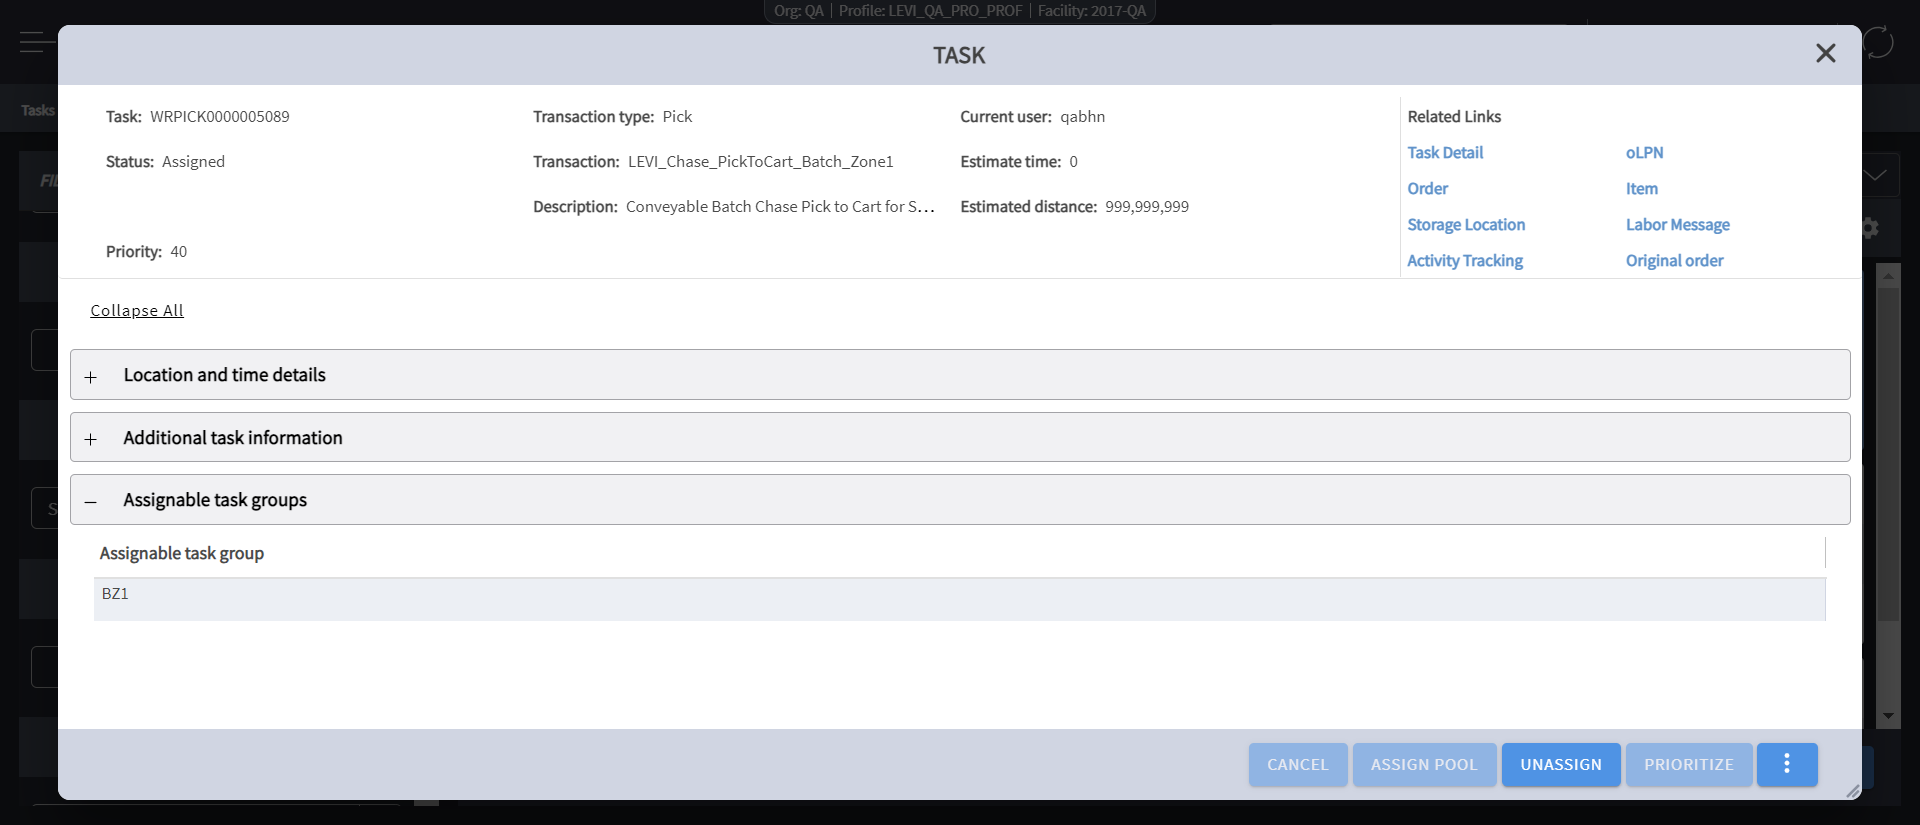 Org: QA | Profile: LEVI_QA_PRO_PROF | Facility: 2017-QA
TASK
Tasks
Task: WRPICK0000005089
Status: Assigned
Priority: 40
Transaction type: Pick
Transaction: LEVI_Chase_PickToCart_Batch_Zone1
Description: Conveyable Batch Chase Pick to Cart for S...
Current user: qabhn
Estimate time: 0
Estimated distance: 999,999,999
Related Links
Task Detail
oLPN
Order
Item
Storage Location
Labor Message
Activity Tracking
Original order
Collapse All
+ Location and time details
+ Additional task information
– Assignable task groups
Assignable task group
BZ1
CANCEL
ASSIGN POOL
UNASSIGN
PRIORITIZE